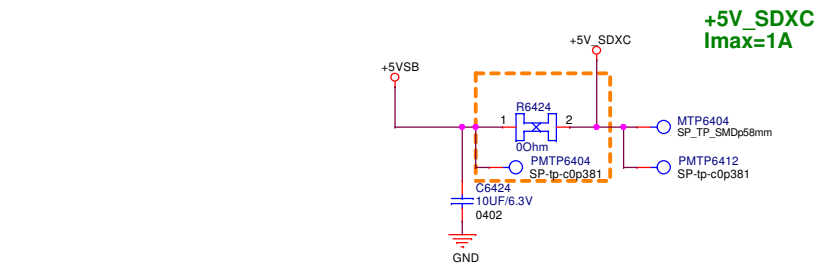 +5V_SDXC
Imax=1A
+5V_SDXC
+5VSB
R6424
1
2
0Ohm
MTP6404
SP_TP_SMDp58mm
PMTP6404
SP-tp-c0p381
PMTP6412
SP-tp-c0p381
C6424
10UF/6.3V
0402
GND